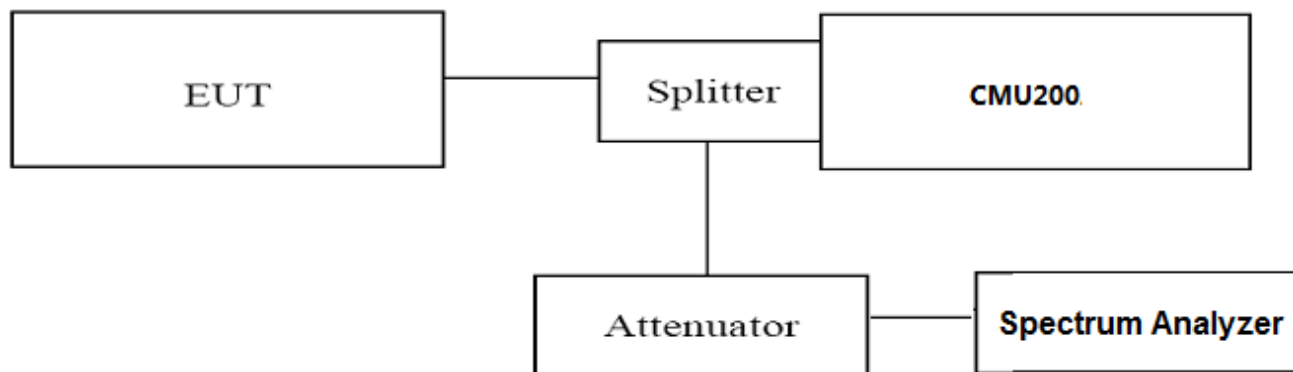 EUT
Splitter
CMU200.
Attenuator
Spectrum Analyzer